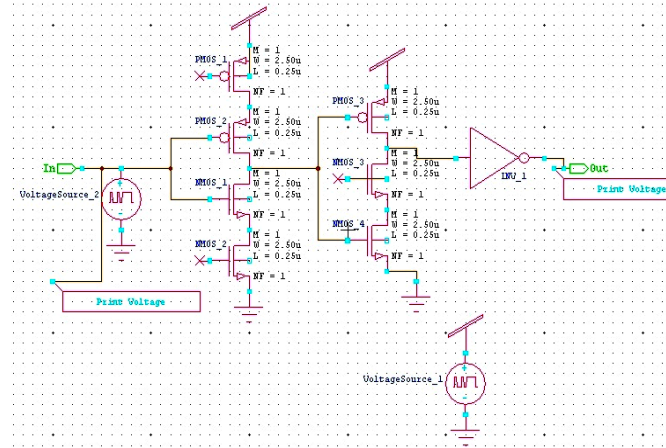 PMOS_1
M = 1
W = 2.50u
L = 0.25u
NF = 1
PMOS_2
M = 1
W = 2.50u
L = 0.25u
NF = 1
PMOS_3
M = 1
W = 2.50u
L = 0.25u
NF = 1
In
VoltageSource_2
NMOS_1
M = 1
W = 2.50u
L = 0.25u
NF = 1
NMOS_3
M = 1
W = 2.50u
L = 0.25u
NF = 1
INV_1
Out
Print Voltage
NMOS_2
M = 1
W = 2.50u
L = 0.25u
NF = 1
NMOS_4
M = 1
W = 2.50u
L = 0.25u
NF = 1
Print Voltage
VoltageSource_1